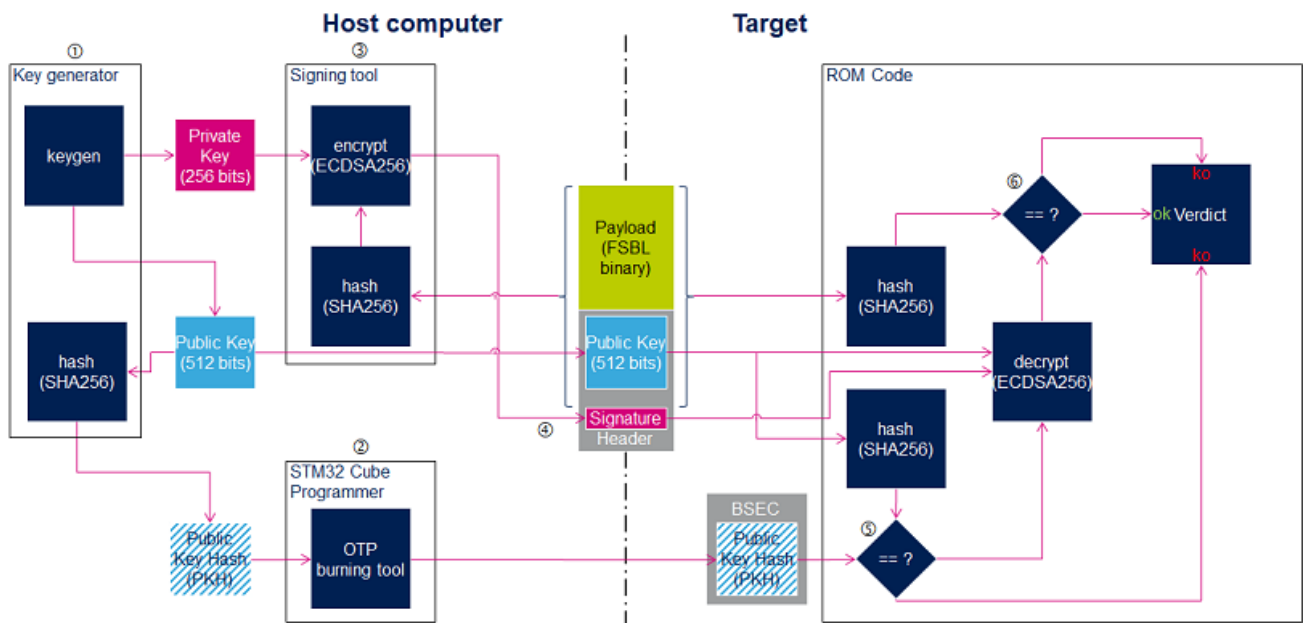 Host computer
Target
①
Key generator
keygen
Private
Key
(256 bits)
Public Key
(512 bits)
hash
(SHA256)
Public
Key Hash
(PKH)
③
Signing tool
encrypt
(ECDSA256)
hash
(SHA256)
②
STM32 Cube
Programmer
OTP
burning tool
Payload
(FSBL
binary)
Public Key
(512 bits)
④
Signature
Header
BSEC
Public
Key Hash
(PKH)
ROM Code
hash
(SHA256)
hash
(SHA256)
⑤
== ?
decrypt
(ECDSA256)
⑥
== ?
ko
ok Verdict
ko